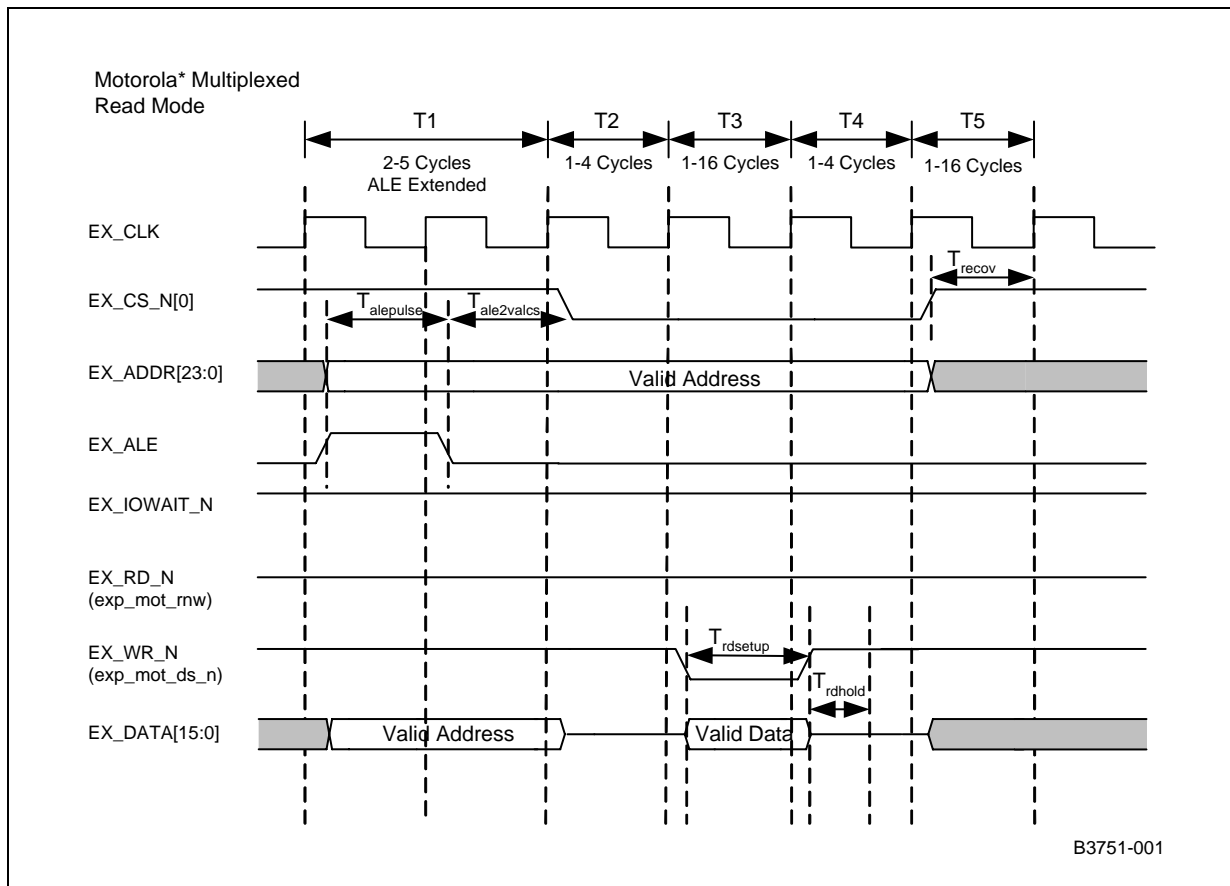 Motorola* Multiplexed
Read Mode
T1
T2
T3
T4
T5
2-5 Cycles
ALE Extended
1-4 Cycles
1-16 Cycles
1-4 Cycles
1-16 Cycles
EX_CLK
Trecov
EX_CS_N[0]
Talepulse
Tale2valcs
EX_ADDR[23:0]
Valid Address
EX_ALE
EX_IOWAIT_N
EX_RD_N
(exp_mot_rnw)
EX_WR_N
(exp_mot_ds_n)
Trdsetup
Trdhold
EX_DATA[15:0]
Valid Address
Valid Data
B3751-001